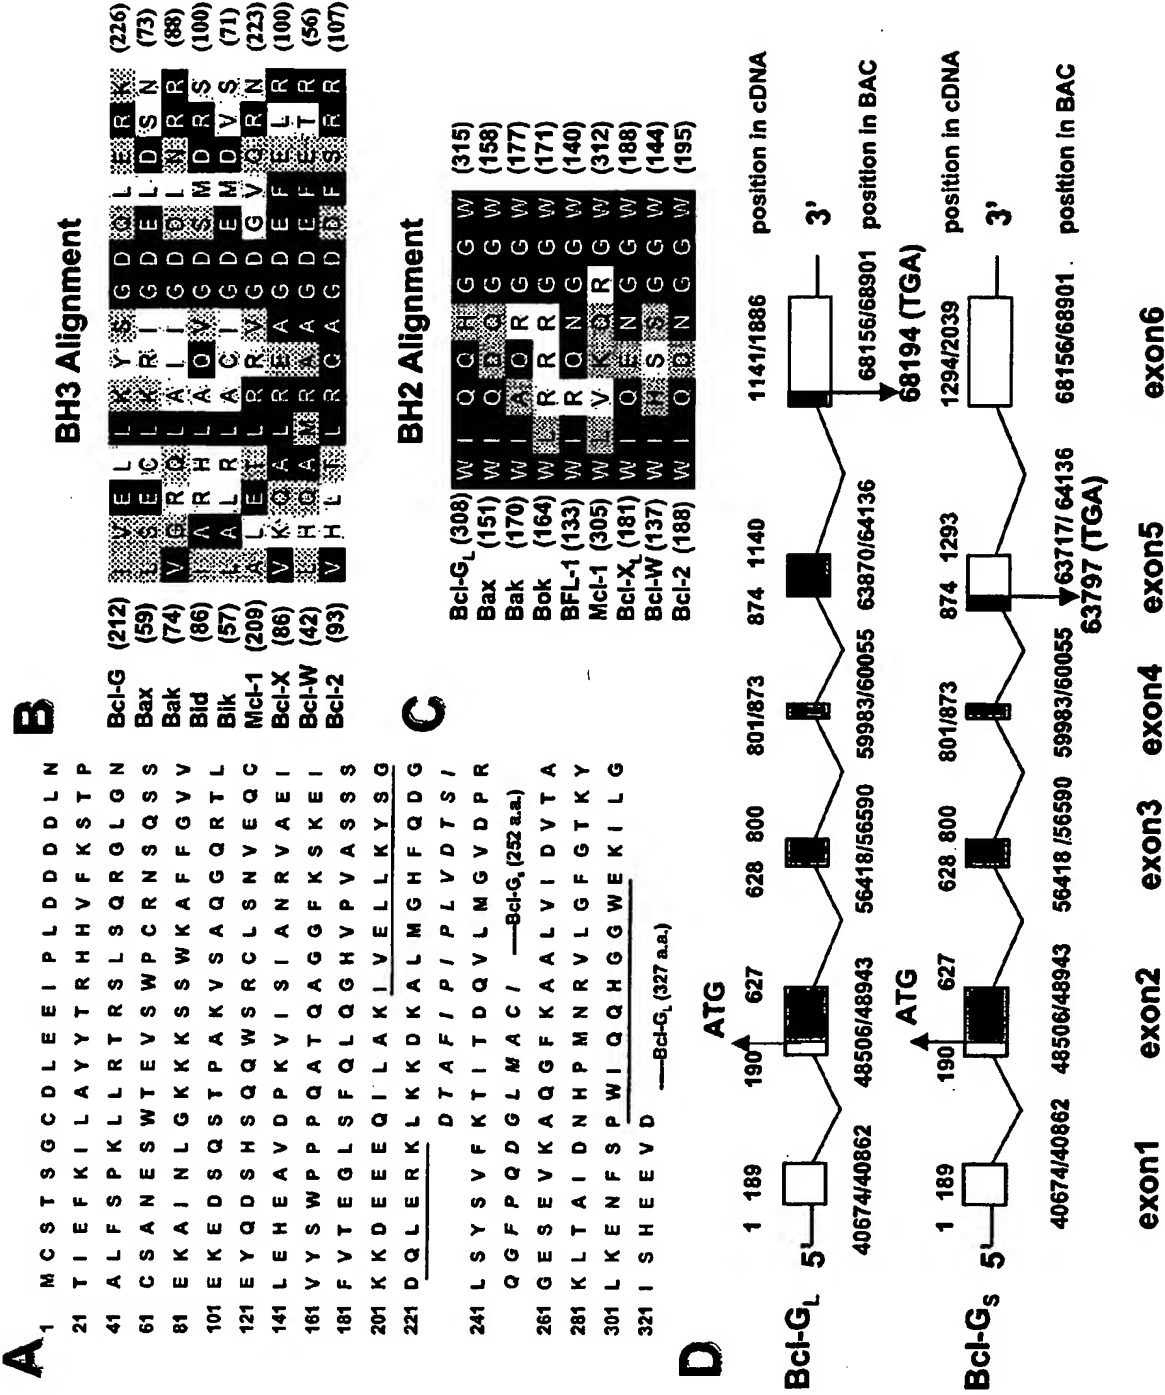 A
1 M C S T S G C D L E E I P L D D D D L N
21 T I E F K I L A Y Y T R H H V F K S T P
41 A L F S P K L L R T R S L S Q R G L G N
61 C S A N E S W T E V S W P C R N S Q S S
81 E K A I N L G K K K S S W K A F F G V V
101 E K E D S Q S T P A K V S A Q G Q R T L
121 E Y Q D S H S Q Q W S R C L S N V E Q C
141 L E H E A V D P K V I S I A N R V A E I
161 V Y S W P P P Q A T Q A G G F K S K E I
181 F V T E G L S F Q L Q G H V P V A S S S
201 K K D E E E Q I L A K I V E L L K Y S G
221 D Q L E R K L K K D K A L M G H F Q D G
D T A F I P I P L V D T S I
241 L S Y S V F K T I T D Q V L M G V D P R
Q G F P Q D G L M A C I —Bcl-Gs (252 a.a.)
261 G E S E V K A Q G F K A A L V I D V T A
281 K L T A I D N H P M N R V L G F G T K Y
301 L K E N F S P W I Q Q H G G W E K I L G
321 I S H E E V D —Bcl-GL (327 a.a.)
B
BH3 Alignment
Bcl-G (212) I V E L L K Y S G D Q L E R K (226)
Bax (59) L S E C L K R I G D E L D S N (73)
Bak (74) V G R Q L A L I G D D L N R R (88)
Bid (86) I A R H L A Q V G D S M D R S (100)
Bik (57) L A L R L A C I G D E M D V S (71)
Mcl-1 (209) A L E T L R R V G D G V Q R N (223)
Bcl-X (86) V K Q A L R E A G D E F E L R (100)
Bcl-W (42) L H Q A M R A A G D E F E T R (56)
Bcl-2 (93) V H L T L R Q A G D D F S R R (107)
C
BH2 Alignment
Bcl-GL (308) W I Q Q H G G W (315)
Bax (151) W I Q D Q G G W (158)
Bak (170) W I A Q R G G W (177)
Bok (164) W L R R R G G W (171)
BFL-1 (133) W I R Q N G G W (140)
Mcl-1 (305) W L V K Q R G W (312)
Bcl-XL (181) W I Q E N G G W (188)
Bcl-W (137) W I H S S G G W (144)
Bcl-2 (188) W I Q D N G G W (195)
D
ATG
1 189 190 627 628 800 801/873 874 1140 1141/1886 position in cDNA
Bcl-GL 5' 3'
40674/40862 48506/48943 56418/56590 59983/60055 63870/64136 68156/68901 position in BAC
68194 (TGA)
ATG
1 189 190 627 628 800 801/873 874 1293 1294/2039 position in cDNA
Bcl-GS 5' 3'
40674/40862 48506/48943 56418 /56590 59983/60055 63717/ 64136 68156/68901 position in BAC
63797 (TGA)
exon1 exon2 exon3 exon4 exon5 exon6